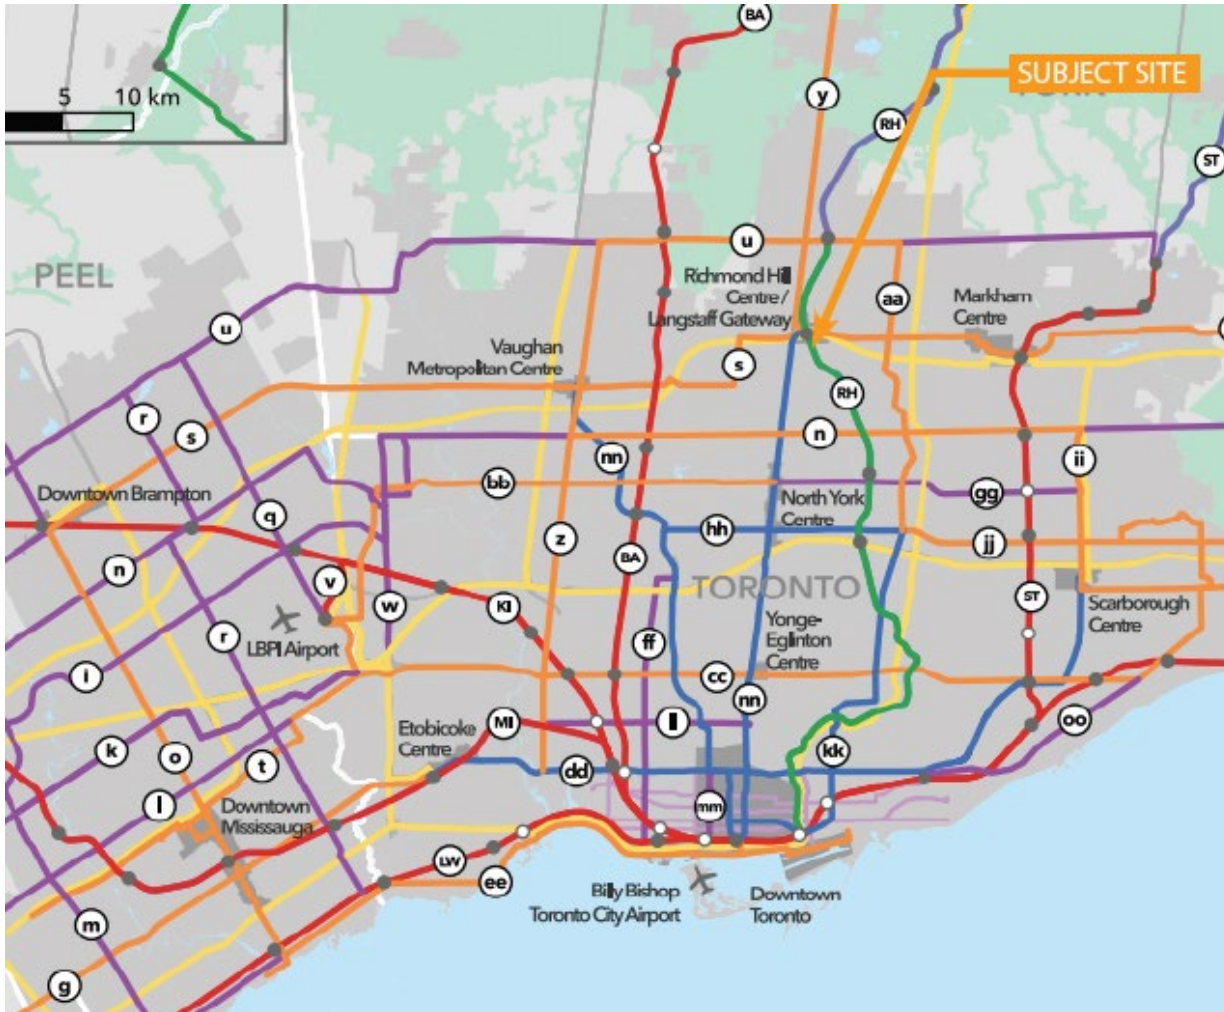 BA
5
10 km
y
SUBJECT SITE
RH
ST
PEEL
u
Richmond Hill
Centre /
Langstaff Gateway
aa
Markham
Centre
u
Vaughan
Metropolitan Centre
s
r
s
RH
n
nn
ii
bb
Downtown Brampton
gg
North York
Centre
q
hh
z
jj
BA
n
v
TORONTO
w
KI
ST
Scarborough
Centre
LBPI Airport
r
ff
Yonge-
Eglinton
Centre
i
cc
nn
MI
ll
oo
Etobicoke
Centre
k
o
t
dd
kk
l
Downtown
Mississauga
mm
LW
ee
Billy Bishop
Toronto City Airport
Downtown
Toronto
m
g